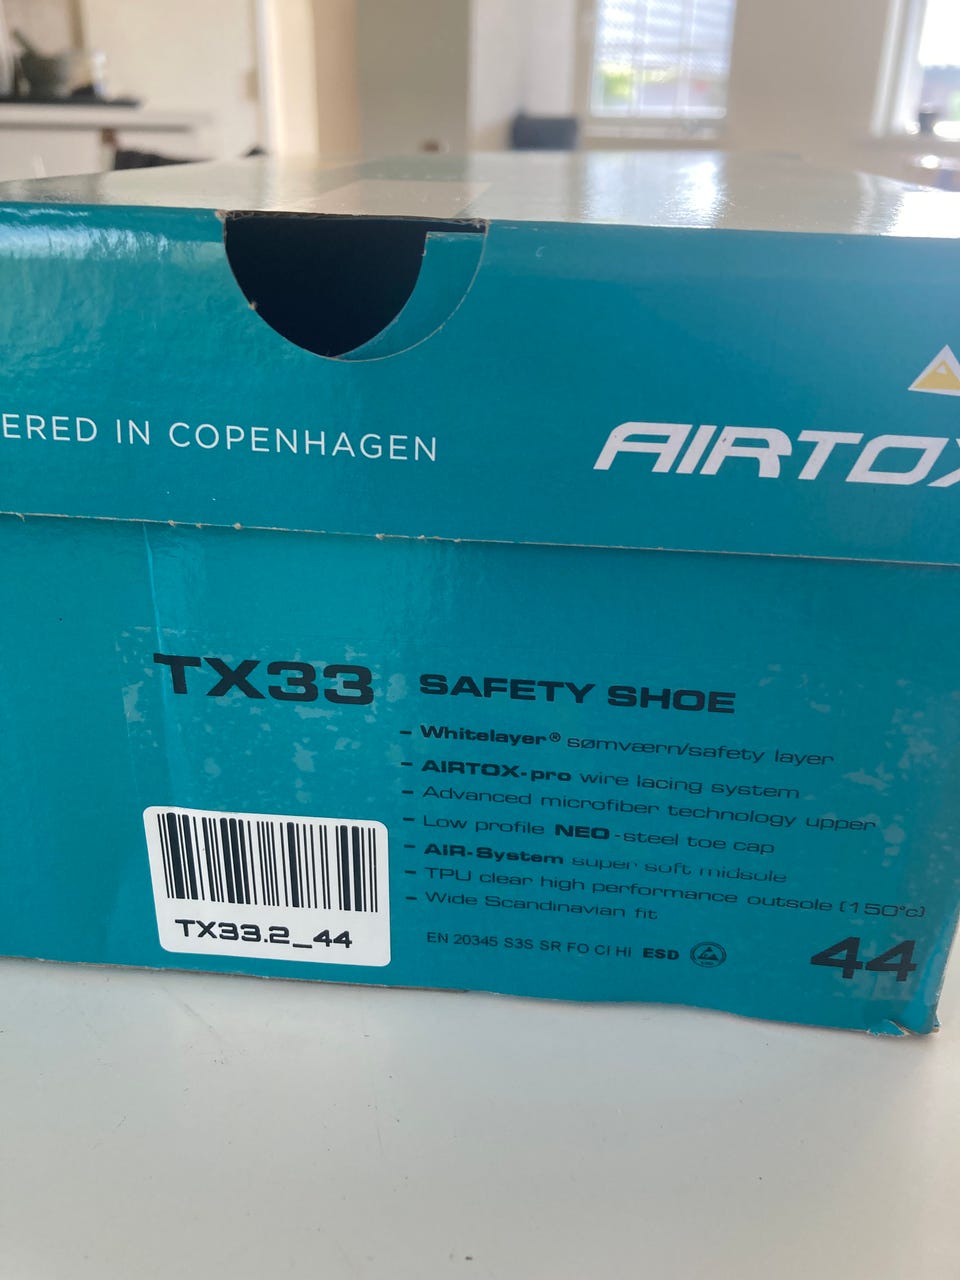 ERED IN COPENHAGEN
AIRTOX
TX33 SAFETY SHOE
- Whitelayer® sømværn/safety layer
- AIRTOX-pro wire lacing system
- Advanced microfiber technology upper
- Low profile NEO-steel toe cap
- AIR-System super soft midsole
- TPU clear high performance outsole (150°c)
- Wide Scandinavian fit
EN 20345 S3S SR FO CI HI ESD
44
TX33.2_44